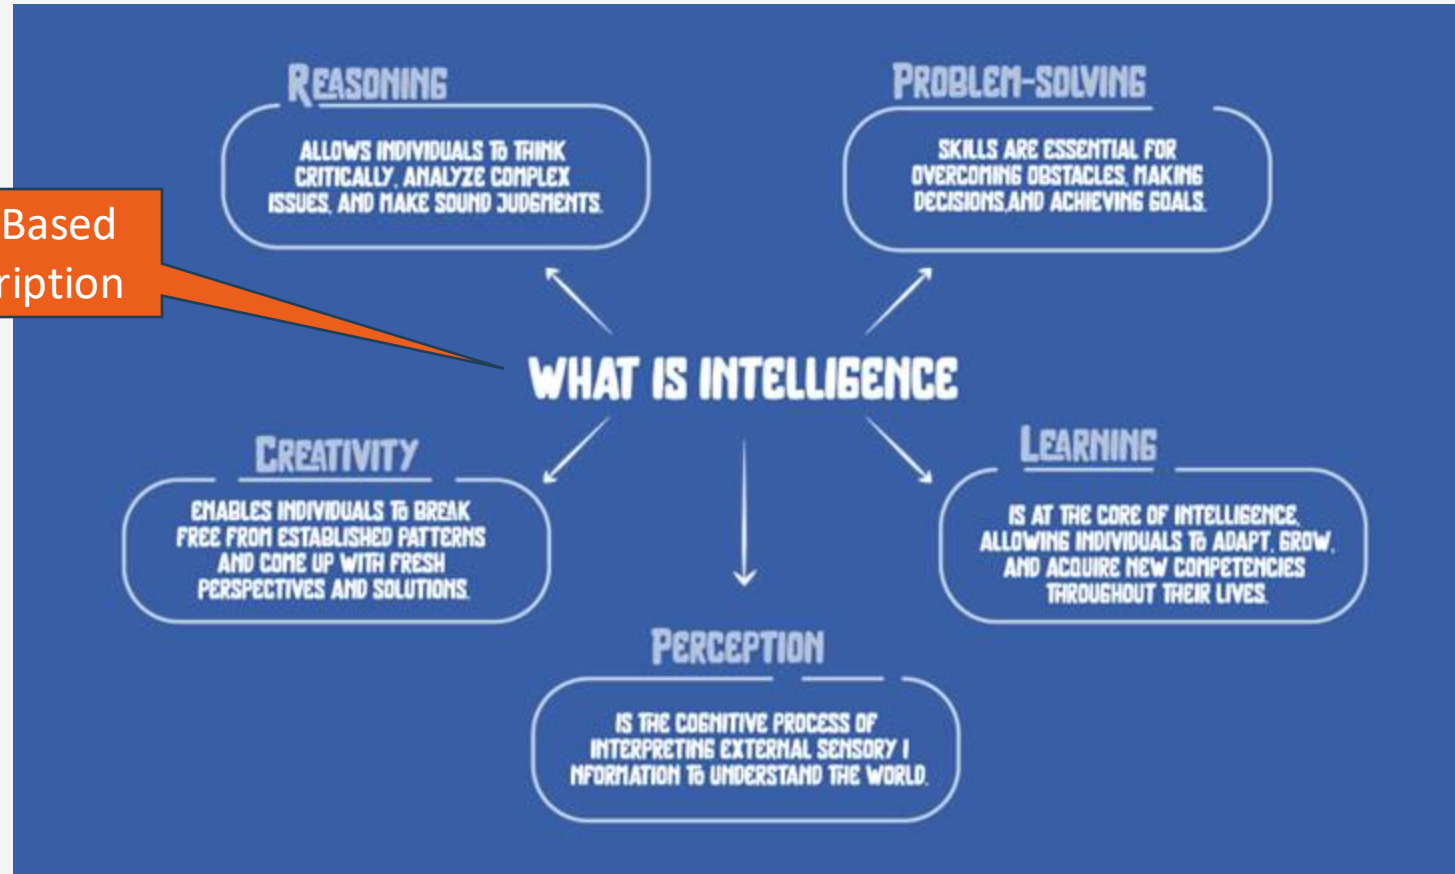 REASONING
ALLOWS INDIVIDUALS TO THINK
CRITICALLY, ANALYZE COMPLEX
ISSUES, AND MAKE SOUND JUDGMENTS.
PROBLEM-SOLVING
SKILLS ARE ESSENTIAL FOR
OVERCOMING OBSTACLES, MAKING
DECISIONS,AND ACHIEVING GOALS.
Based
ription
WHAT IS INTELLIGENCE
CREATIVITY
ENABLES INDIVIDUALS TO BREAK
FREE FROM ESTABLISHED PATTERNS
AND COME UP WITH FRESH
PERSPECTIVES AND SOLUTIONS.
LEARNING
IS AT THE CORE OF INTELLIGENCE,
ALLOWING INDIVIDUALS TO ADAPT, GROW,
AND ACQUIRE NEW COMPETENCIES
THROUGHOUT THEIR LIVES.
PERCEPTION
IS THE COGNITIVE PROCESS OF
INTERPRETING EXTERNAL SENSORY I
NFORMATION TO UNDERSTAND THE WORLD.